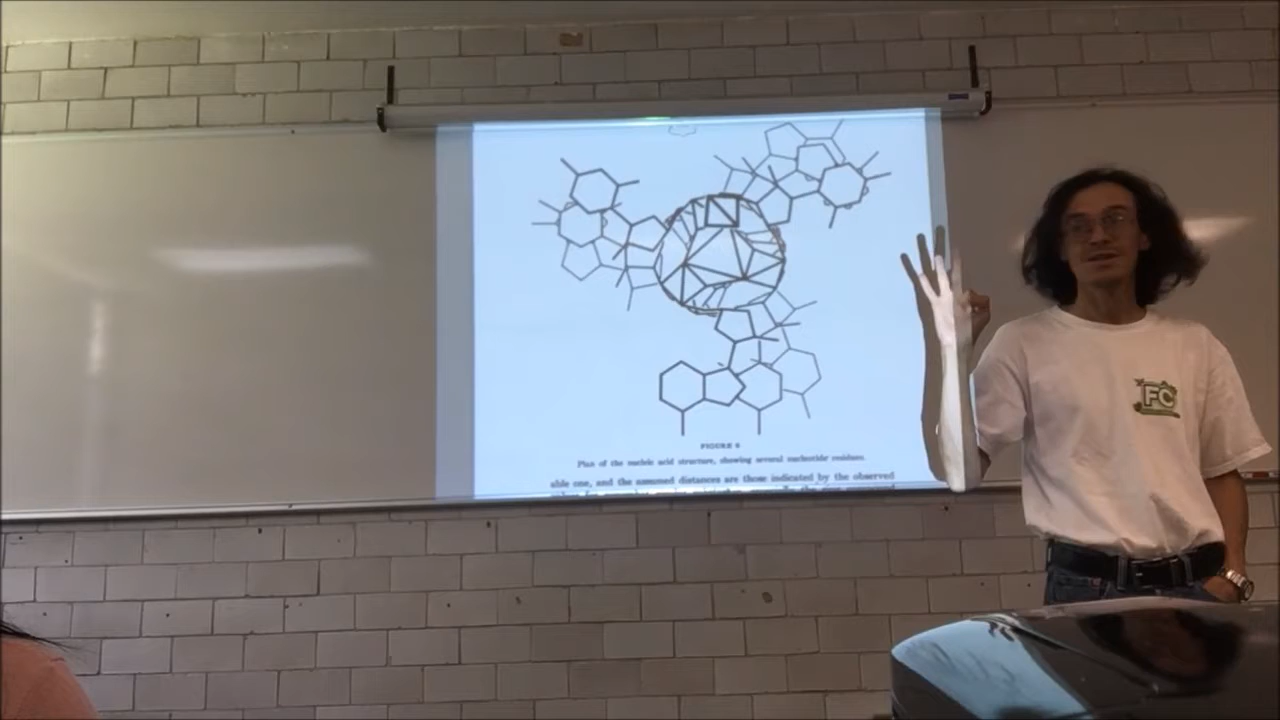 FIGURE 6
Plan of the nucleic acid structure, showing several nucleotide residues.
able one, and the assumed distances are those indicated by the observed
FC